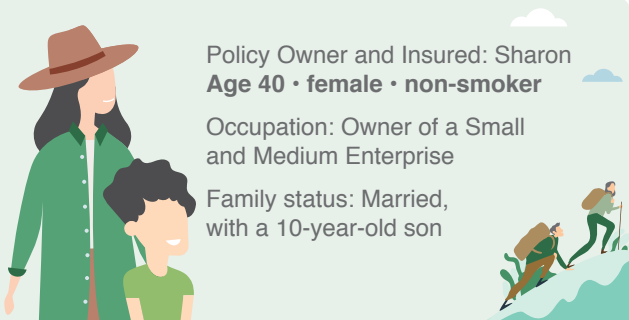 Policy Owner and Insured: Sharon
Age 40 • female • non-smoker
Occupation: Owner of a Small
and Medium Enterprise
Family status: Married,
with a 10-year-old son